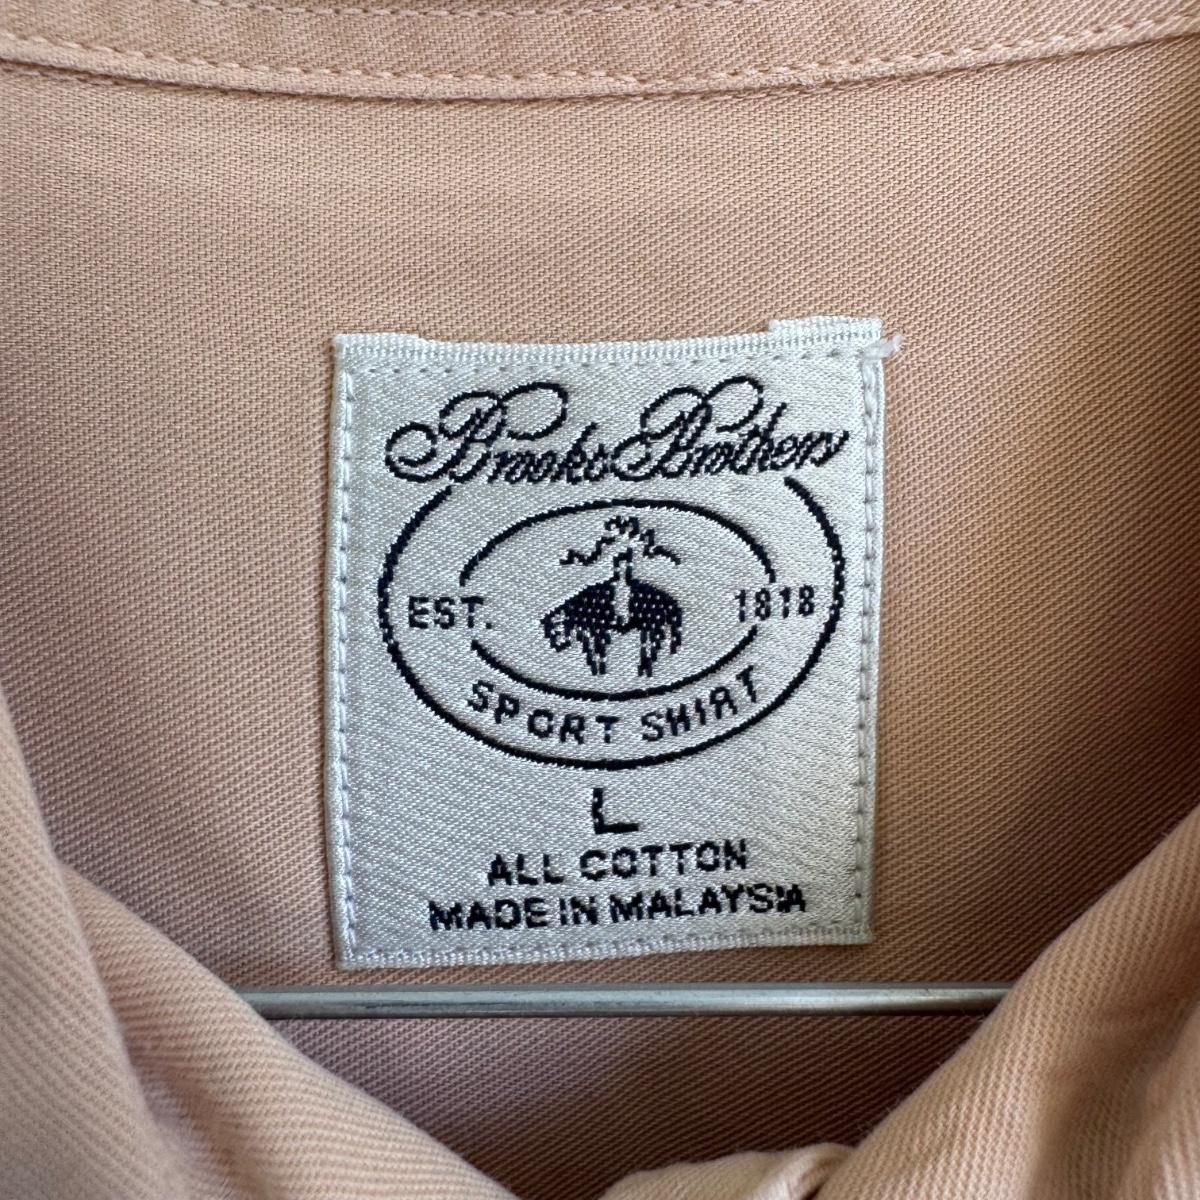 Brooks Brothers
EST. 1818
SPORT SHIRT
L
ALL COTTON
MADE IN MALAYSIA